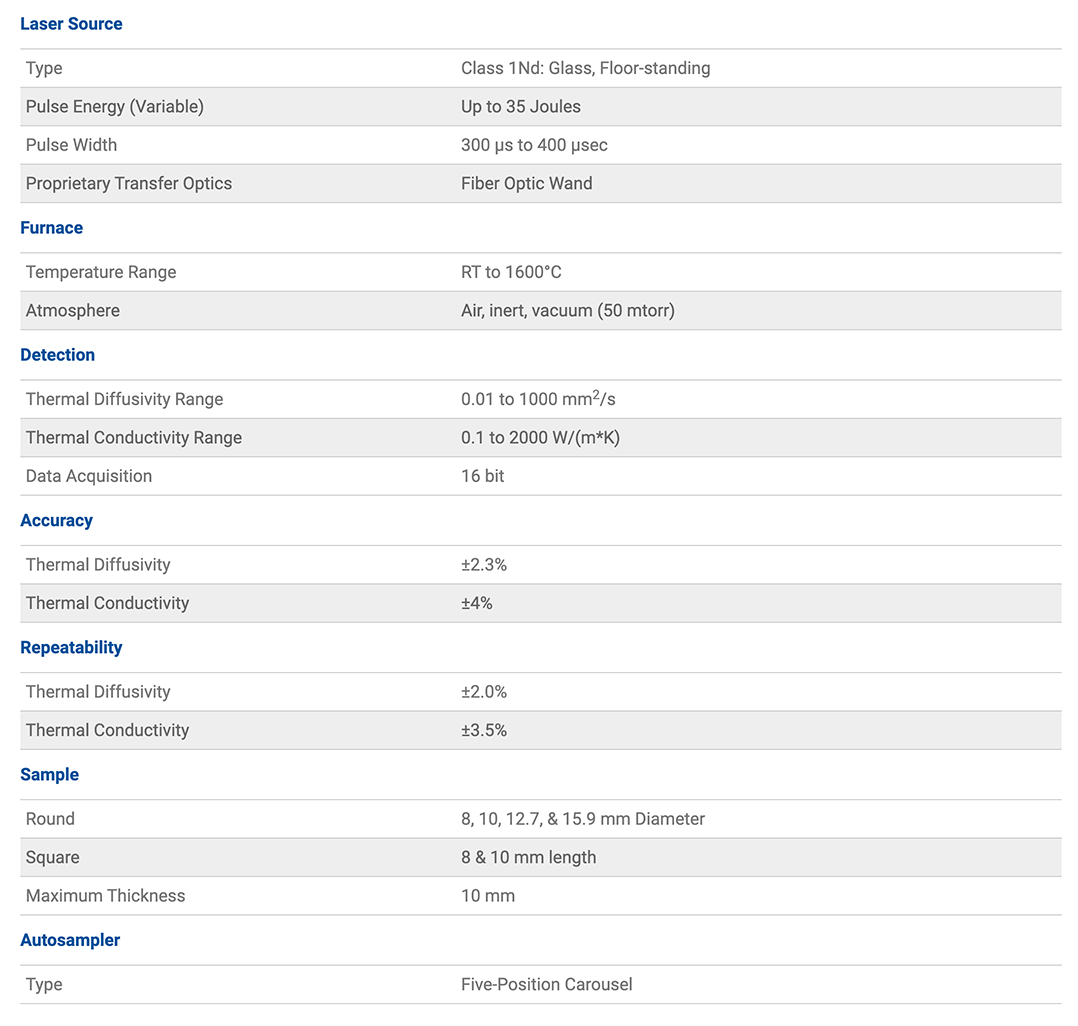 Laser Source
Type Class 1Nd: Glass, Floor-standing
Pulse Energy (Variable) Up to 35 Joules
Pulse Width 300 µs to 400 µsec
Proprietary Transfer Optics Fiber Optic Wand
Furnace
Temperature Range RT to 1600°C
Atmosphere Air, inert, vacuum (50 mtorr)
Detection
Thermal Diffusivity Range 0.01 to 1000 mm²/s
Thermal Conductivity Range 0.1 to 2000 W/(m*K)
Data Acquisition 16 bit
Accuracy
Thermal Diffusivity ±2.3%
Thermal Conductivity ±4%
Repeatability
Thermal Diffusivity ±2.0%
Thermal Conductivity ±3.5%
Sample
Round 8, 10, 12.7, & 15.9 mm Diameter
Square 8 & 10 mm length
Maximum Thickness 10 mm
Autosampler
Type Five-Position Carousel